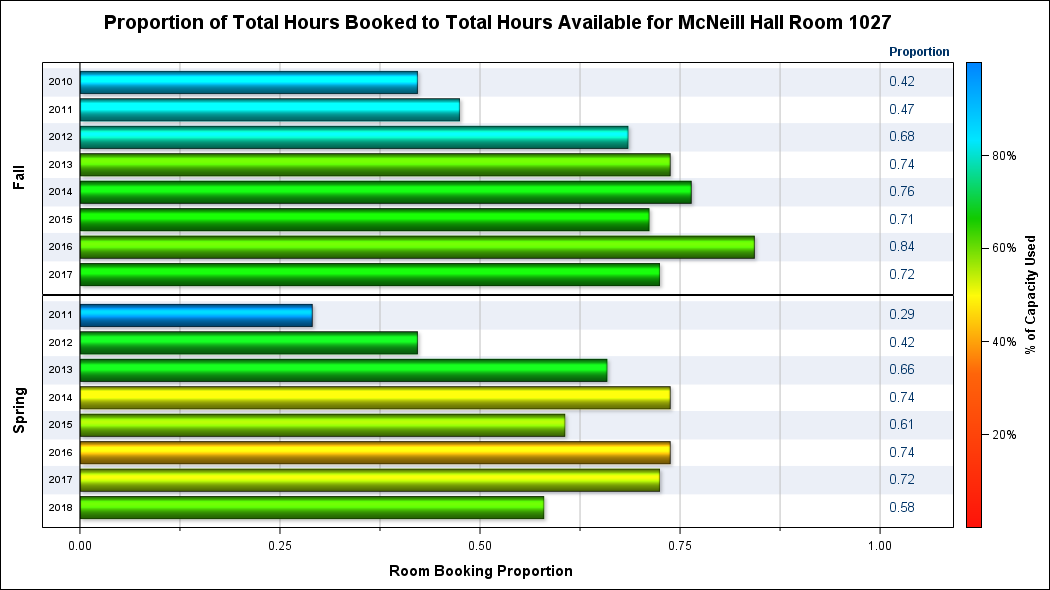 Proportion of Total Hours Booked to Total Hours Available for McNeill Hall Room 1027
Proportion
Fall
2010 0.42
2011 0.47
2012 0.68
2013 0.74
2014 0.76
2015 0.71
2016 0.84
2017 0.72
Spring
2011 0.29
2012 0.42
2013 0.66
2014 0.74
2015 0.61
2016 0.74
2017 0.72
2018 0.58
0.00 0.25 0.50 0.75 1.00
Room Booking Proportion
80%
60%
40%
20%
% of Capacity Used